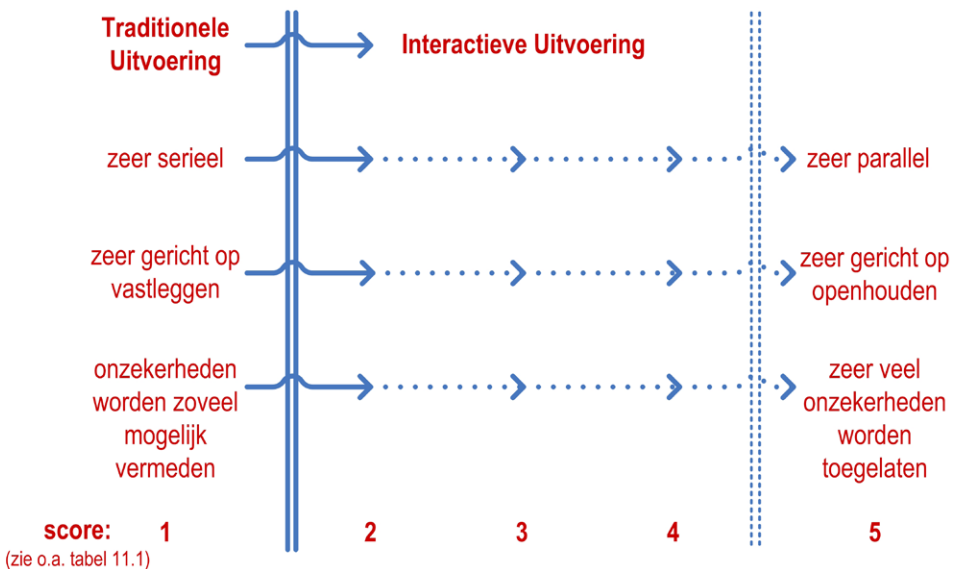 Traditionele
Uitvoering
Interactieve Uitvoering
zeer serieel
zeer parallel
zeer gericht op
vastleggen
zeer gericht op
openhouden
onzekerheden
worden zoveel
mogelijk
vermeden
zeer veel
onzekerheden
worden
toegelaten
score: 1 2 3 4 5
(zie o.a. tabel 11.1)